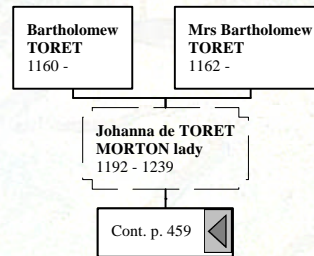 Bartholomew
TORET
1160 -
Mrs Bartholomew
TORET
1162 -
Johanna de TORET
MORTON lady
1192 - 1239
Cont. p. 459